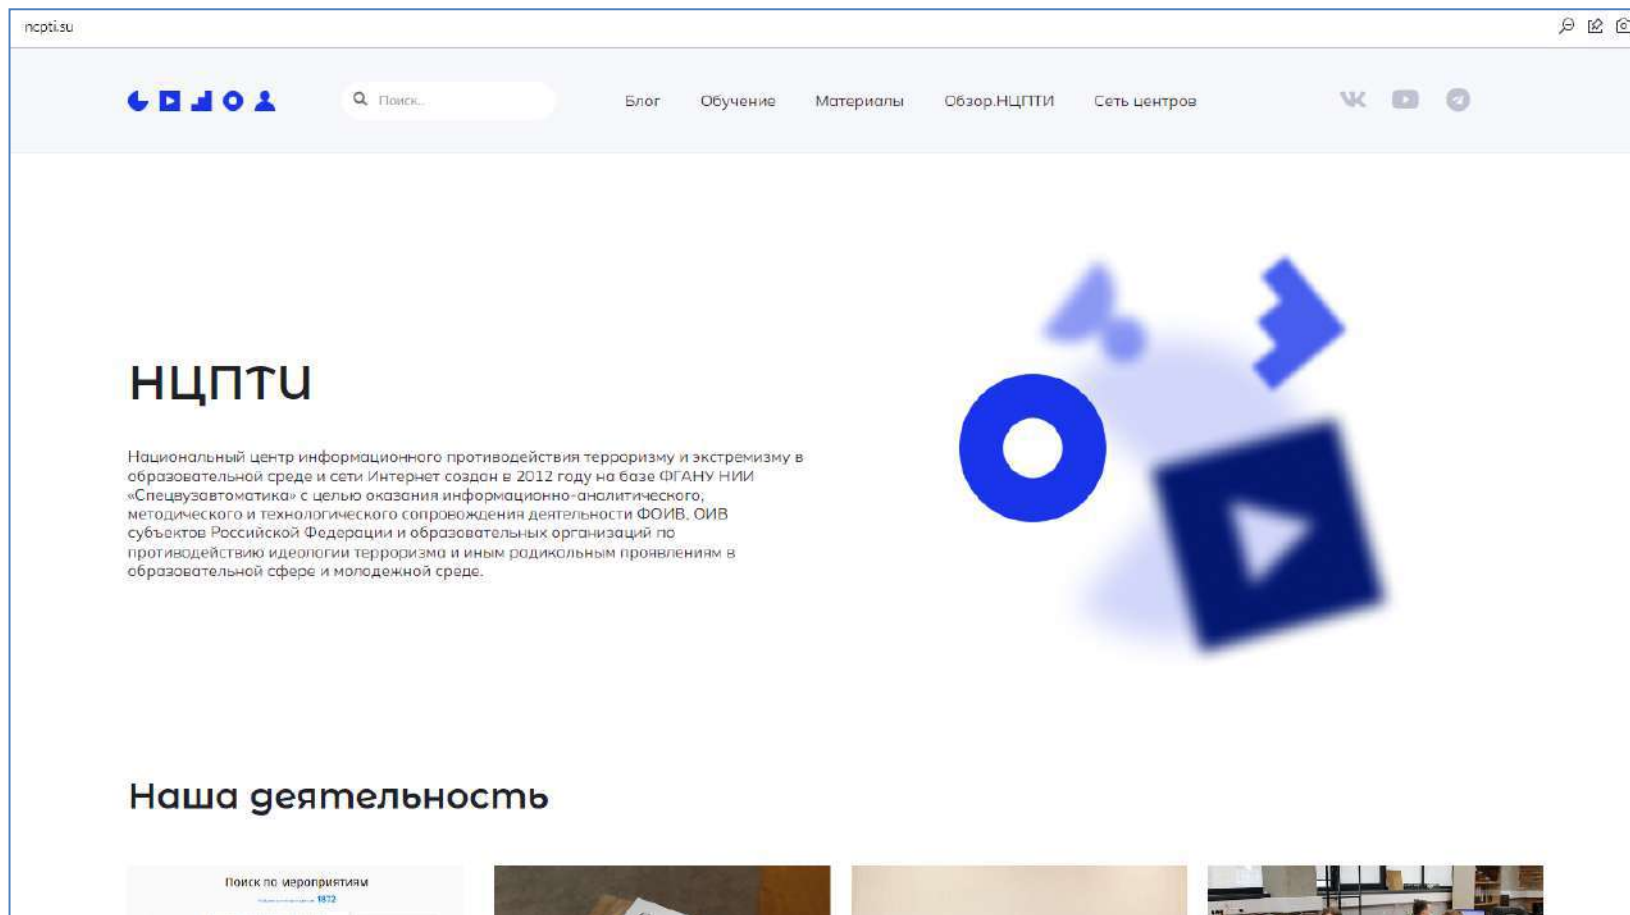 ncpti.su
Поиск...
Блог
Обучение
Материалы
Обзор.НЦПТИ
Сеть центров
НЦПТИ
Национальный центр информационного противодействия терроризму и экстремизму в
образовательной среде и сети Интернет создан в 2012 году на базе ФГАНУ НИИ
«Спецвузавтоматика» с целью оказания информационно-аналитического,
методического и технологического сопровождения деятельности ФОИВ, ОИВ
субъектов Российской Федерации и образовательных организаций по
противодействию идеологии терроризма и иным радикальным проявлениям в
образовательной сфере и молодежной среде.
Наша деятельность
Поиск по мероприятиям
1872